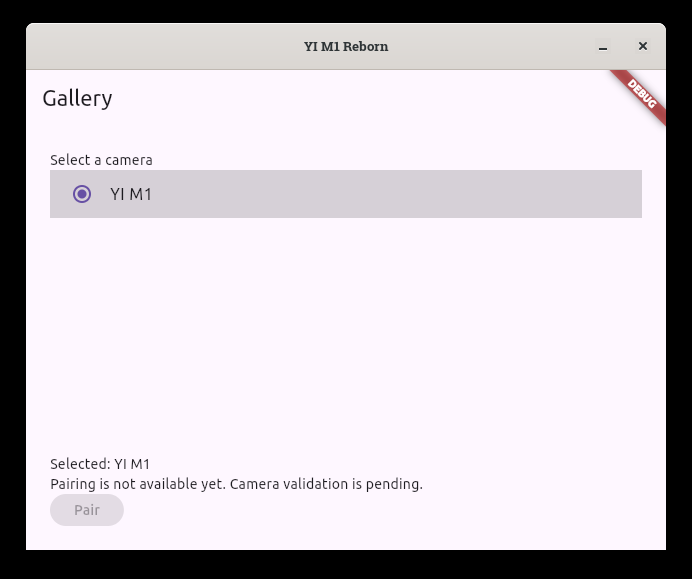 YI M1 Reborn
DEBUG
Gallery
Select a camera
YI M1
Selected: YI M1
Pairing is not available yet. Camera validation is pending.
Pair